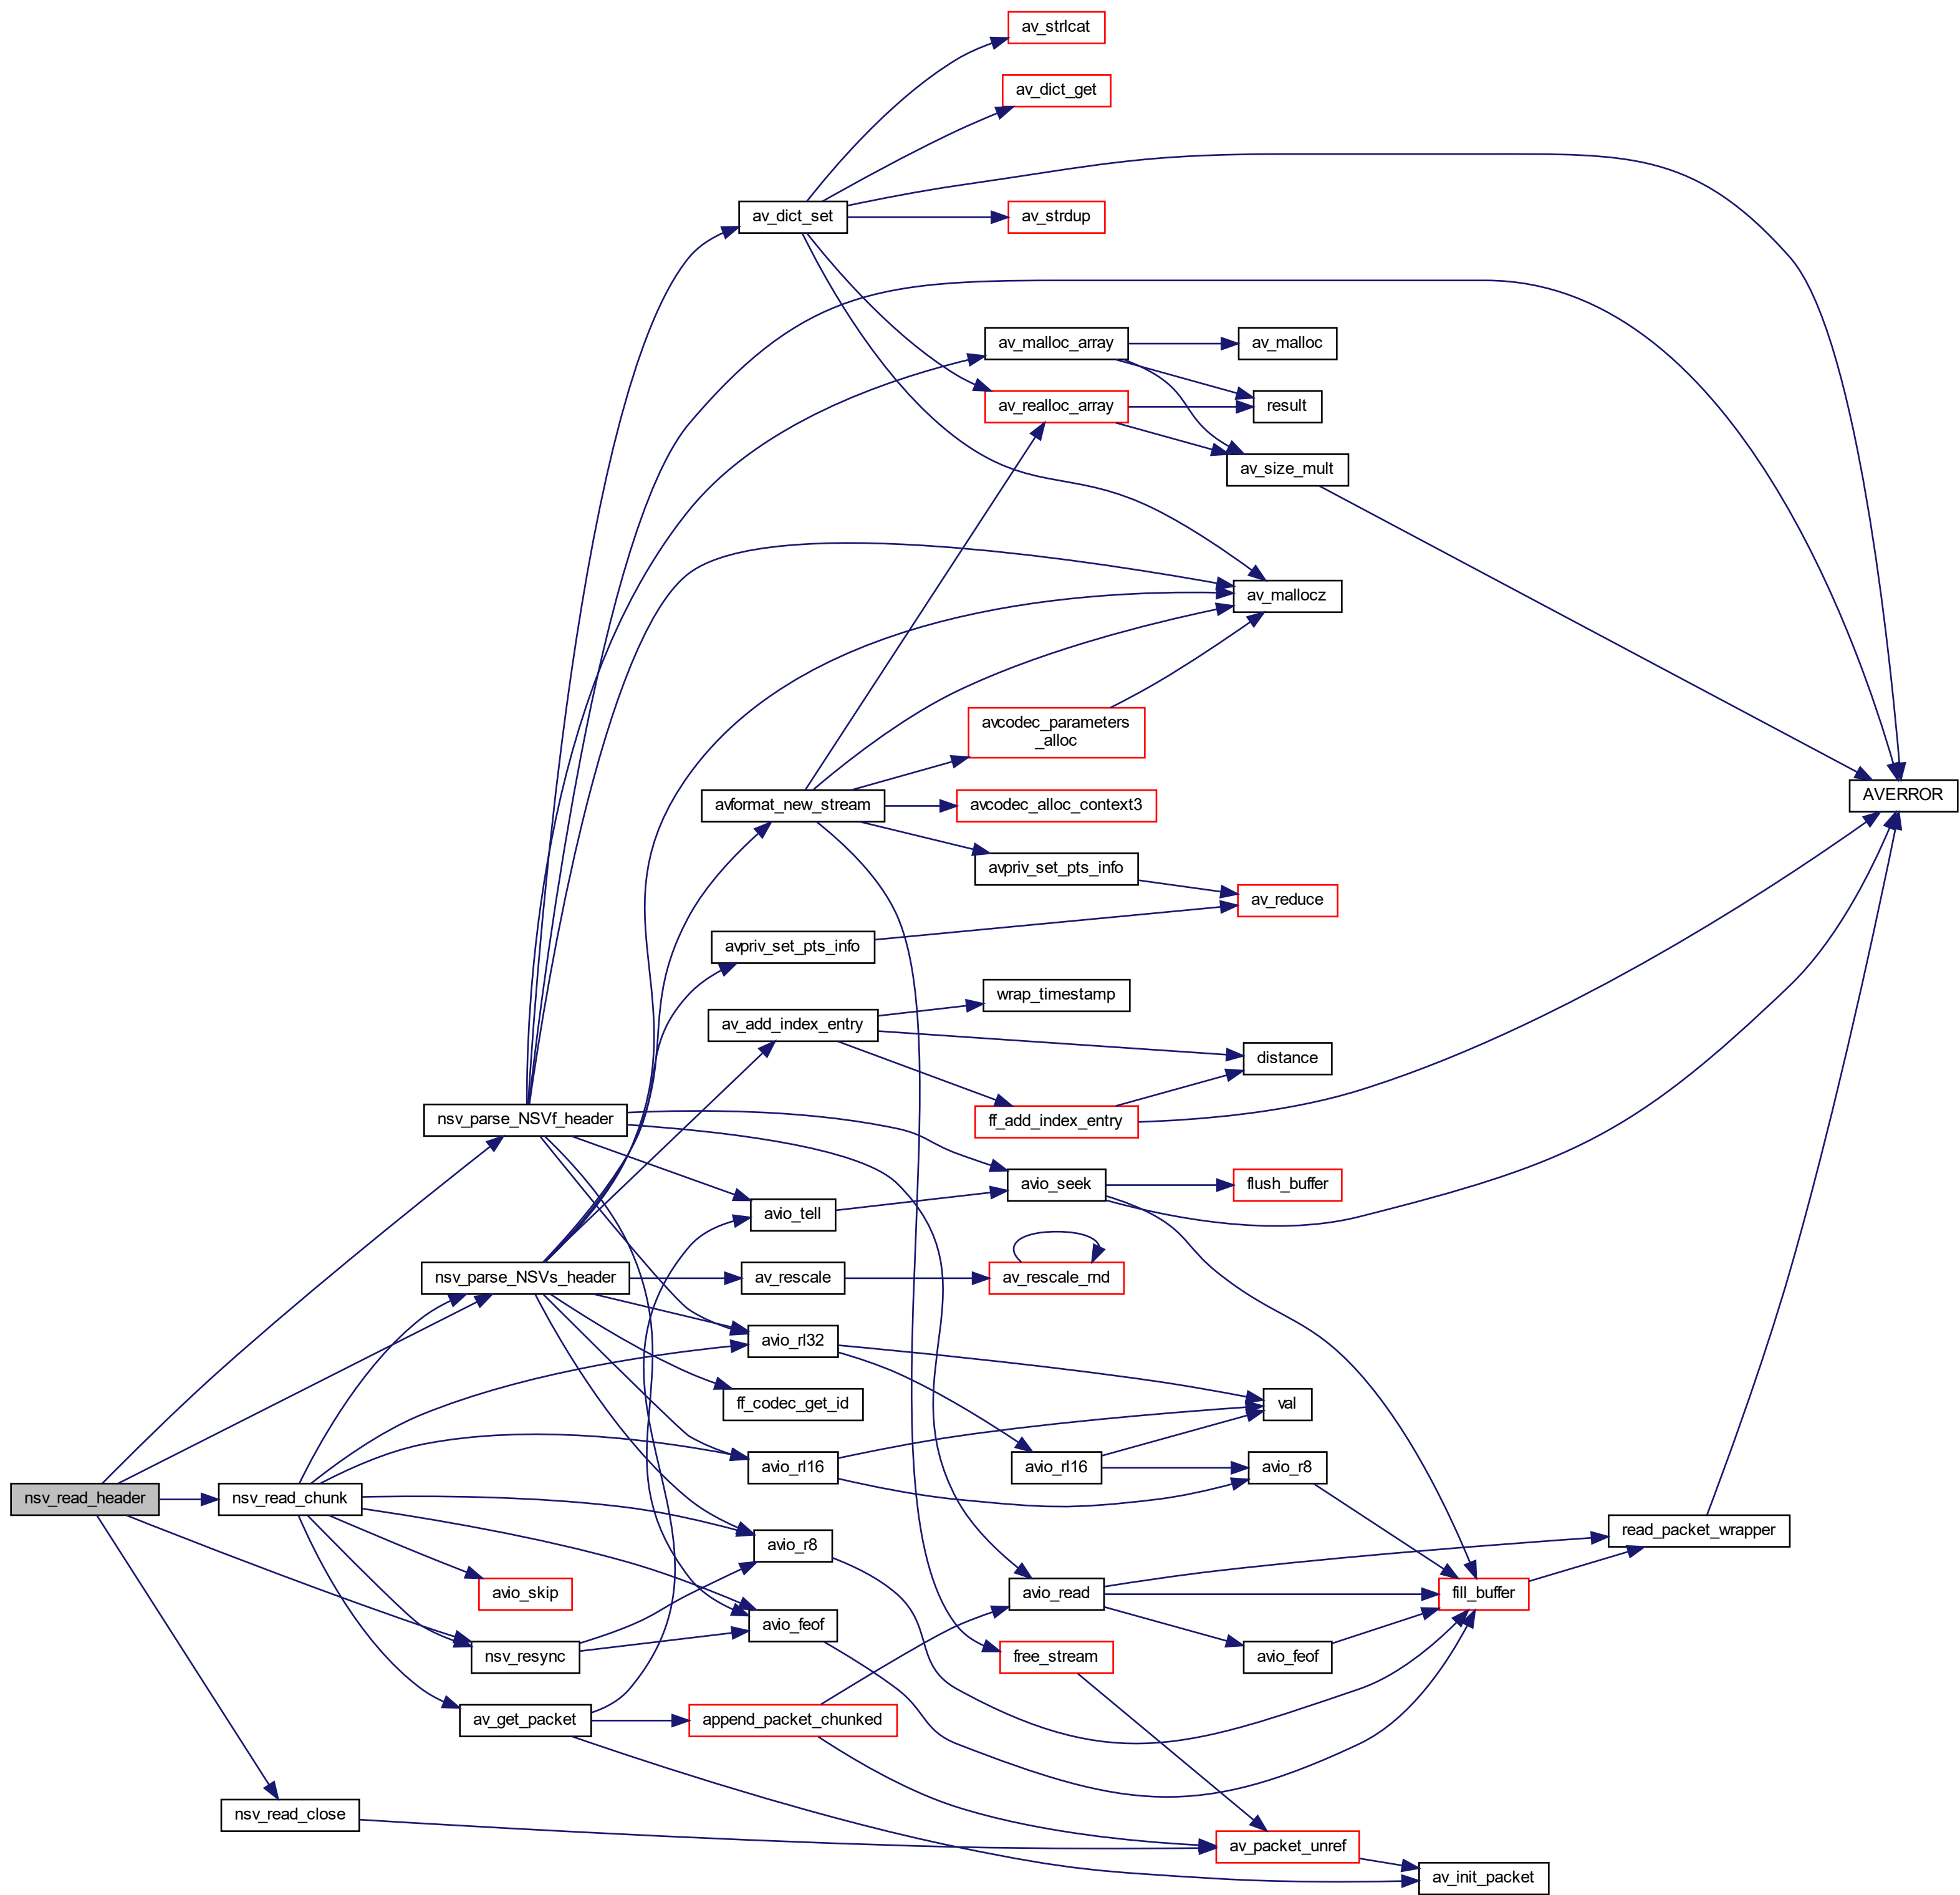 av_strlcat
av_dict_get
av_dict_set
av_strdup
av_malloc_array
av_malloc
av_realloc_array
result
av_size_mult
av_mallocz
avcodec_parameters
_alloc
avformat_new_stream
avcodec_alloc_context3
AVERROR
avpriv_set_pts_info
av_reduce
avpriv_set_pts_info
wrap_timestamp
av_add_index_entry
distance
nsv_parse_NSVf_header
ff_add_index_entry
avio_seek
flush_buffer
avio_tell
nsv_parse_NSVs_header
av_rescale
av_rescale_rnd
avio_rl32
ff_codec_get_id
val
avio_rl16
avio_rl16
avio_r8
nsv_read_header
nsv_read_chunk
read_packet_wrapper
avio_r8
avio_skip
avio_read
fill_buffer
avio_feof
nsv_resync
free_stream
avio_feof
av_get_packet
append_packet_chunked
nsv_read_close
av_packet_unref
av_init_packet